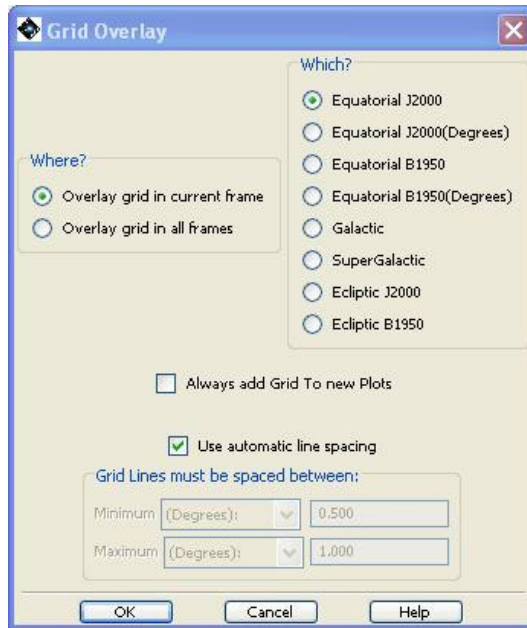 Grid Overlay
Where?
Overlay grid in current frame
Overlay grid in all frames
Which?
Equatorial J2000
Equatorial J2000(Degrees)
Equatorial B1950
Equatorial B1950(Degrees)
Galactic
SuperGalactic
Ecliptic J2000
Ecliptic B1950
Always add Grid To new Plots
Use automatic line spacing
Grid Lines must be spaced between:
Minimum (Degrees): 0.500
Maximum (Degrees): 1.000
OK Cancel Help